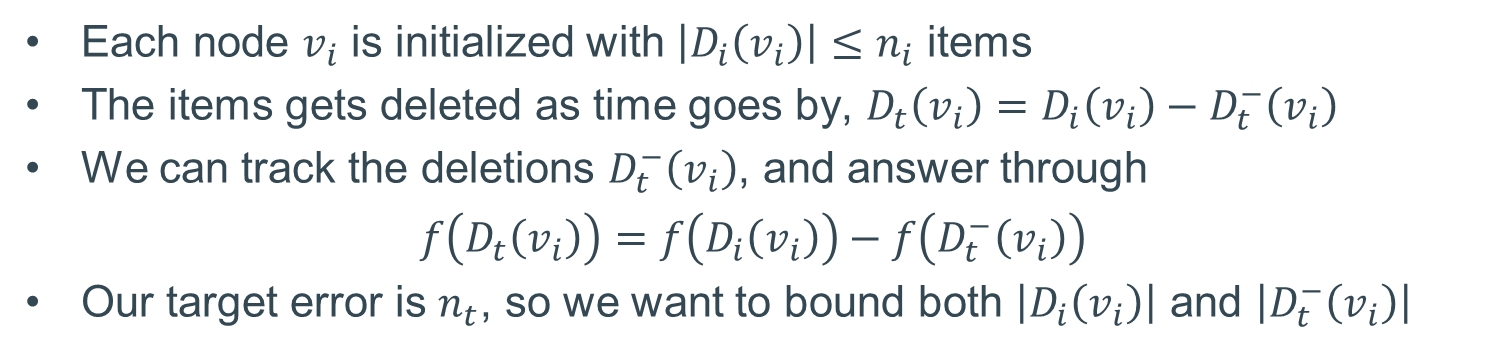 • Each node $v_i$ is initialized with $|D_i(v_i)| \leq n_i$ items
• The items gets deleted as time goes by, $D_t(v_i) = D_i(v_i) - D_t^-(v_i)$
• We can track the deletions $D_t^-(v_i)$, and answer through
$f(D_t(v_i)) = f(D_i(v_i)) - f(D_t^-(v_i))$
• Our target error is $n_t$, so we want to bound both $|D_i(v_i)|$ and $|D_t^-(v_i)|$